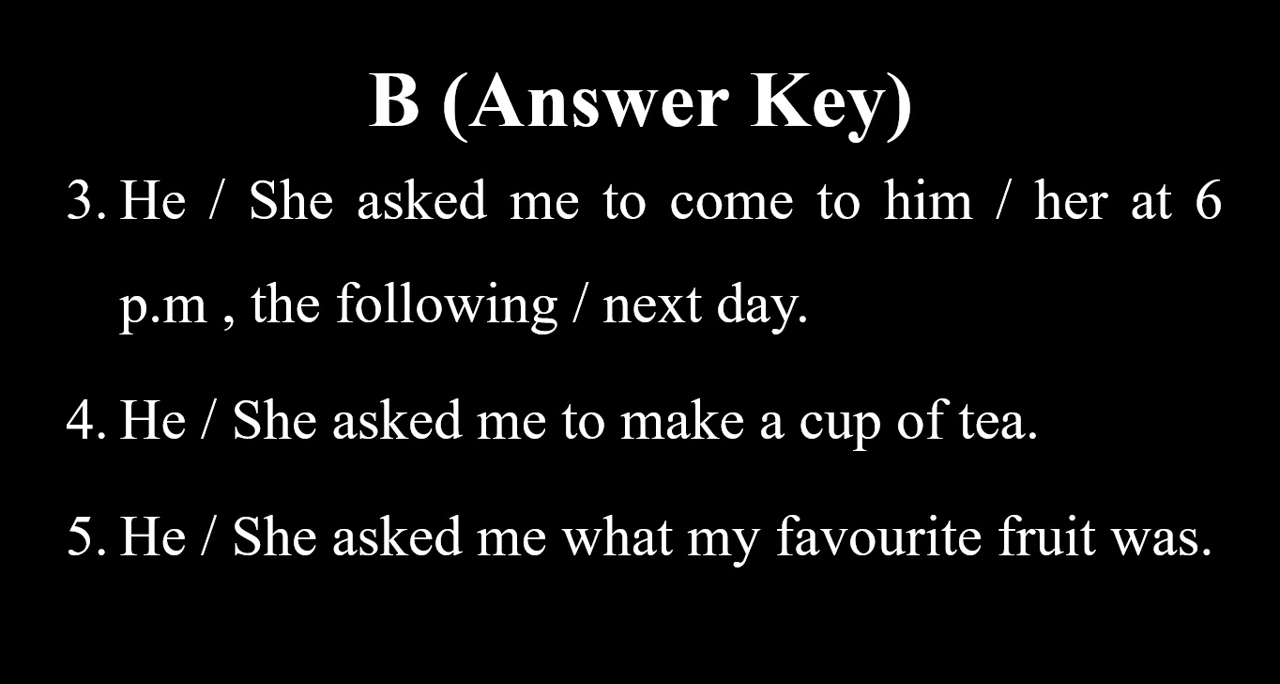 B (Answer Key)
3. He / She asked me to come to him / her at 6
p.m , the following / next day.
4. He / She asked me to make a cup of tea.
5. He / She asked me what my favourite fruit was.